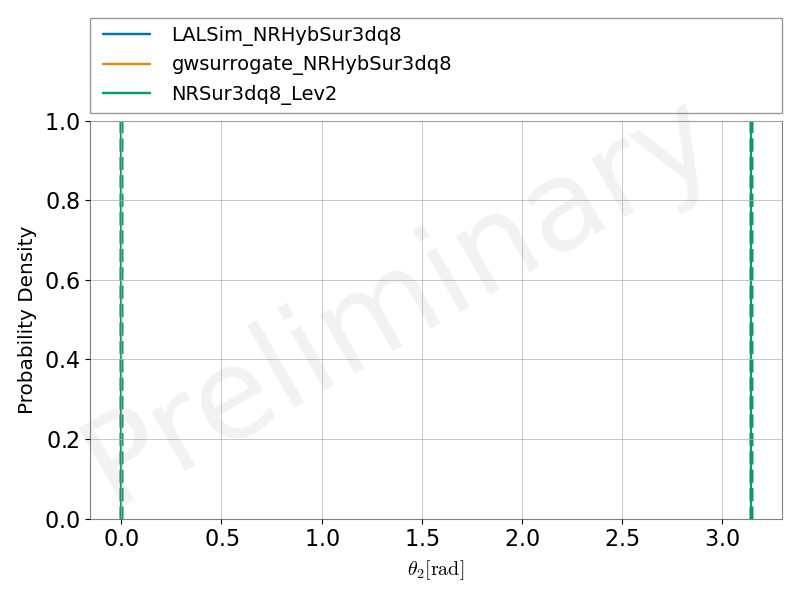 LALSim_NRHybSur3dq8
gwsurrogate_NRHybSur3dq8
NRSur3dq8_Lev2
1.0
0.8
0.6
0.4
0.2
0.0
Probability Density
Preliminary
0.0 0.5 1.0 1.5 2.0 2.5 3.0
θ₂[rad]